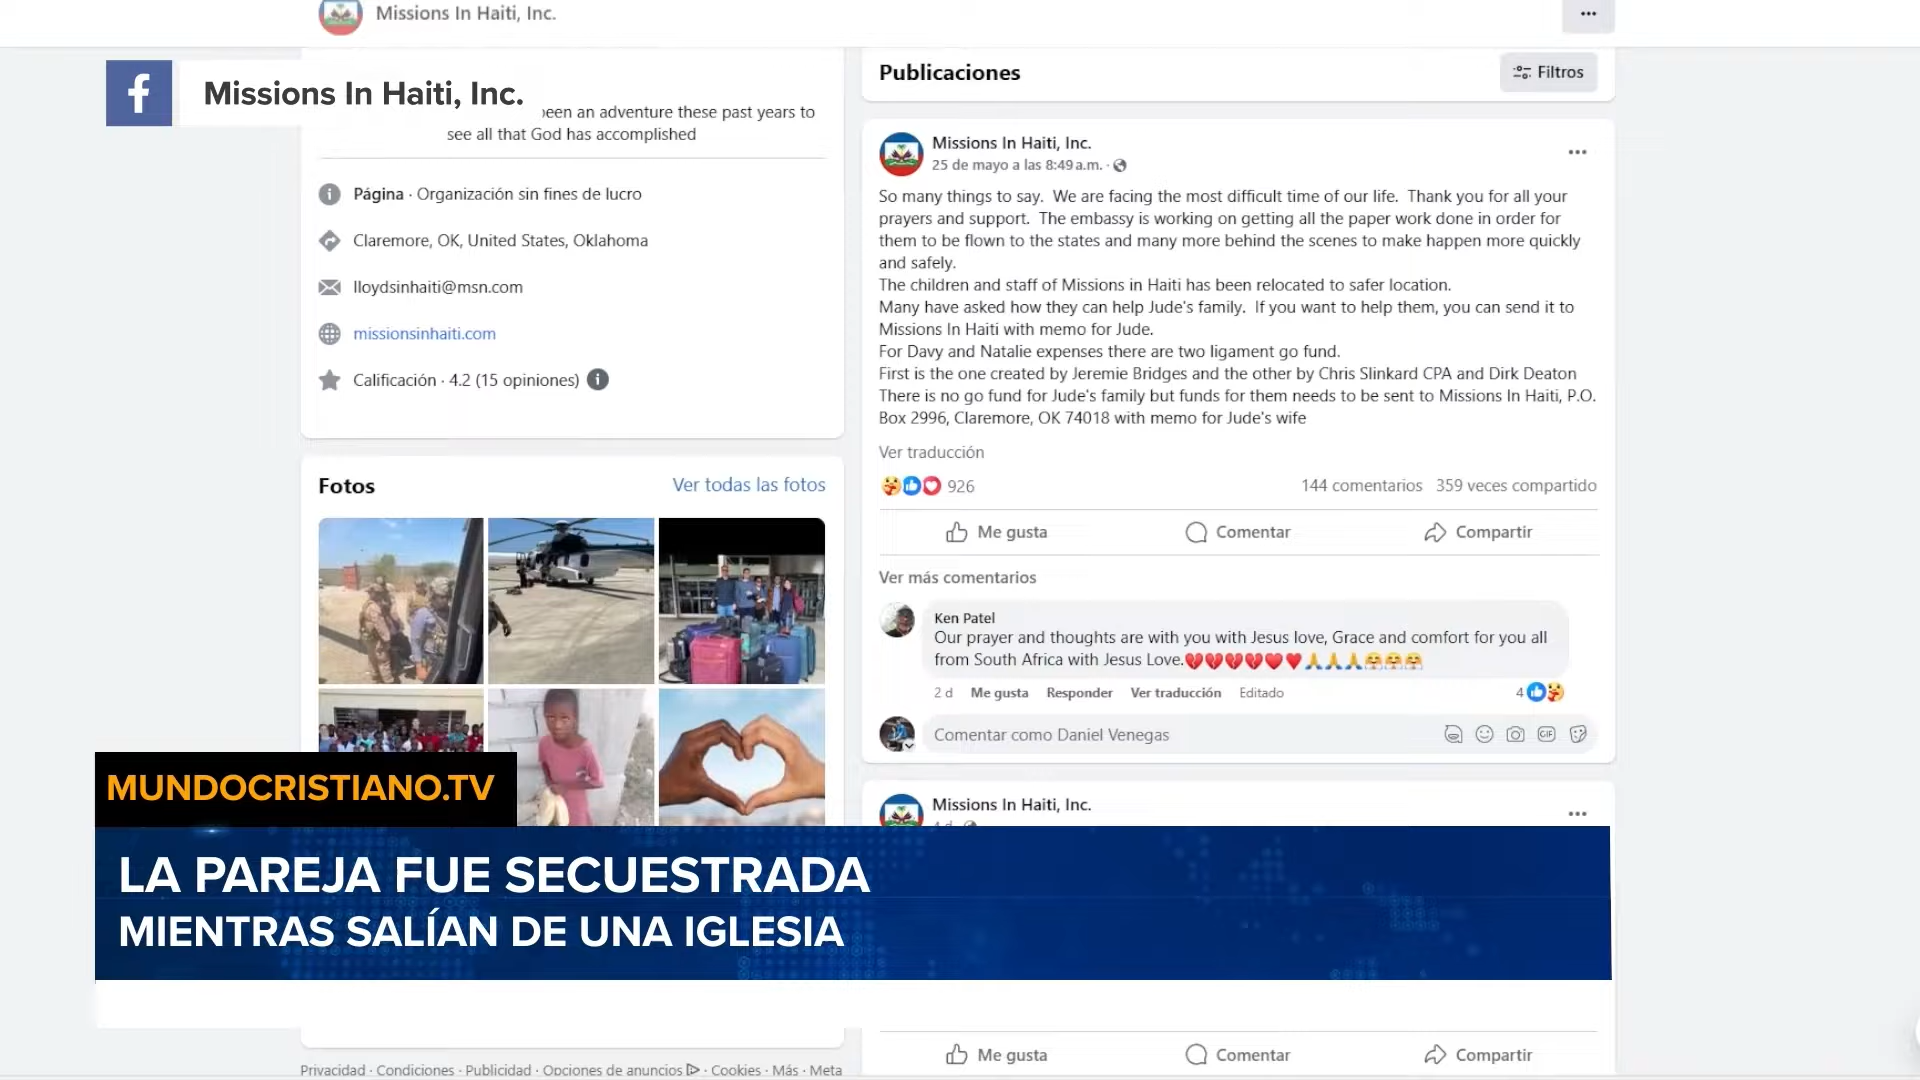 Missions In Haiti, Inc.
Missions In Haiti, Inc.
een an adventure these past years to
see all that God has accomplished
Página · Organización sin fines de lucro
Claremore, OK, United States, Oklahoma
lloydsinhaiti@msn.com
missionsinhaiti.com
Calificación · 4.2 (15 opiniones)
Fotos
Ver todas las fotos
Publicaciones
Filtros
Missions In Haiti, Inc.
25 de mayo a las 8:49 a.m. ·
So many things to say. We are facing the most difficult time of our life. Thank you for all your
prayers and support. The embassy is working on getting all the paper work done in order for
them to be flown to the states and many more behind the scenes to make happen more quickly
and safely.
The children and staff of Missions in Haiti has been relocated to safer location.
Many have asked how they can help Jude's family. If you want to help them, you can send it to
Missions In Haiti with memo for Jude.
For Davy and Natalie expenses there are two ligament go fund.
First is the one created by Jeremie Bridges and the other by Chris Slinkard CPA and Dirk Deaton
There is no go fund for Jude's family but funds for them needs to be sent to Missions In Haiti, P.O.
Box 2996, Claremore, OK 74018 with memo for Jude's wife
Ver traducción
926
144 comentarios 359 veces compartido
Me gusta Comentar Compartir
Ver más comentarios
Ken Patel
Our prayer and thoughts are with you with Jesus love, Grace and comfort for you all
from South Africa with Jesus Love.💔💔💔💔❤️❤️🙏🙏🙏🤗🤗🤗
2 d Me gusta Responder Ver traducción Editado 4
Comentar como Daniel Venegas
GIF
Missions In Haiti, Inc.
MUNDOCRISTIANO.TV
LA PAREJA FUE SECUESTRADA
MIENTRAS SALÍAN DE UNA IGLESIA
Me gusta Comentar Compartir
Privacidad · Condiciones · Publicidad · Opciones de anuncios · Cookies · Más · Meta